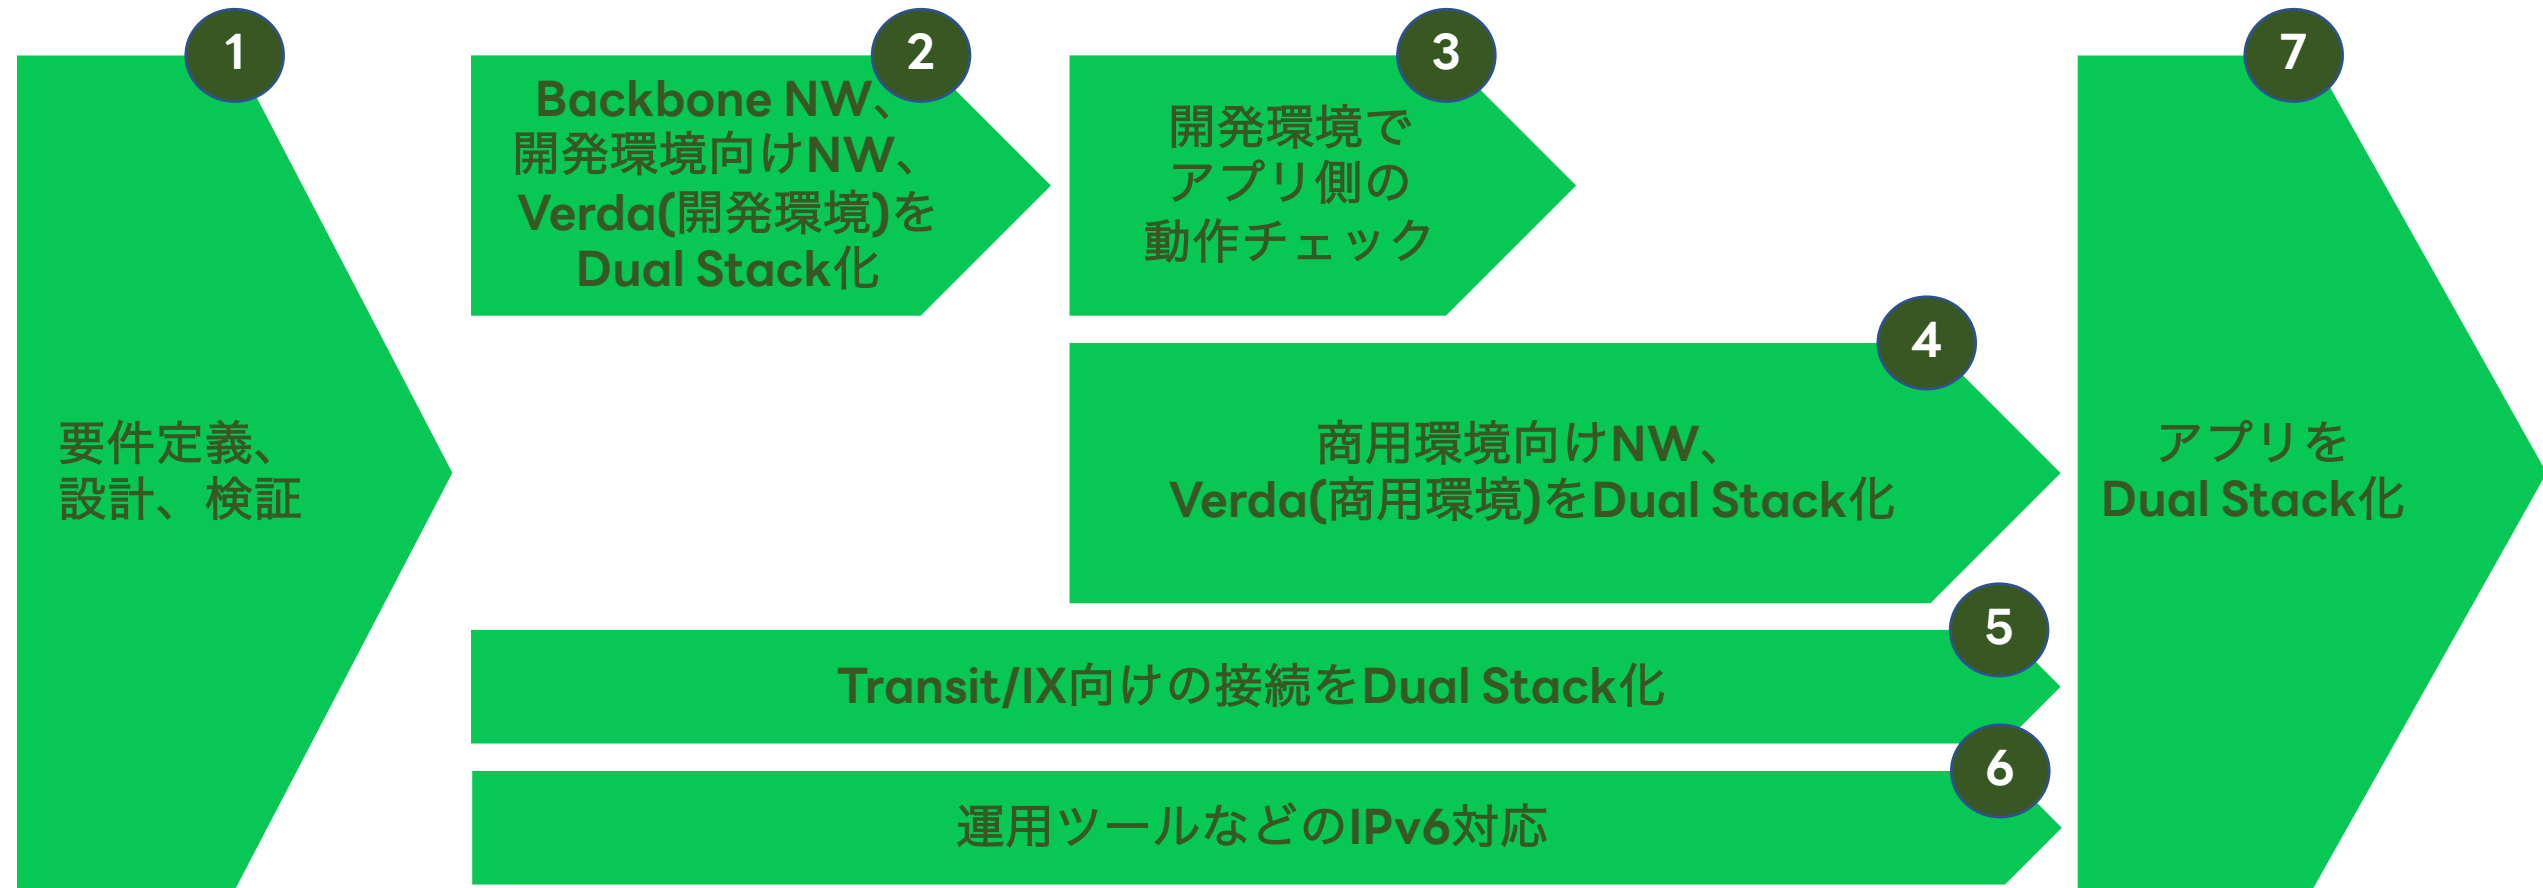 1
要件定義、
設計、検証
2
Backbone NW、
開発環境向けNW、
Verda(開発環境)を
Dual Stack化
3
開発環境で
アプリ側の
動作チェック
4
商用環境向けNW、
Verda(商用環境)をDual Stack化
5
Transit/IX向けの接続をDual Stack化
6
運用ツールなどのIPv6対応
7
アプリを
Dual Stack化